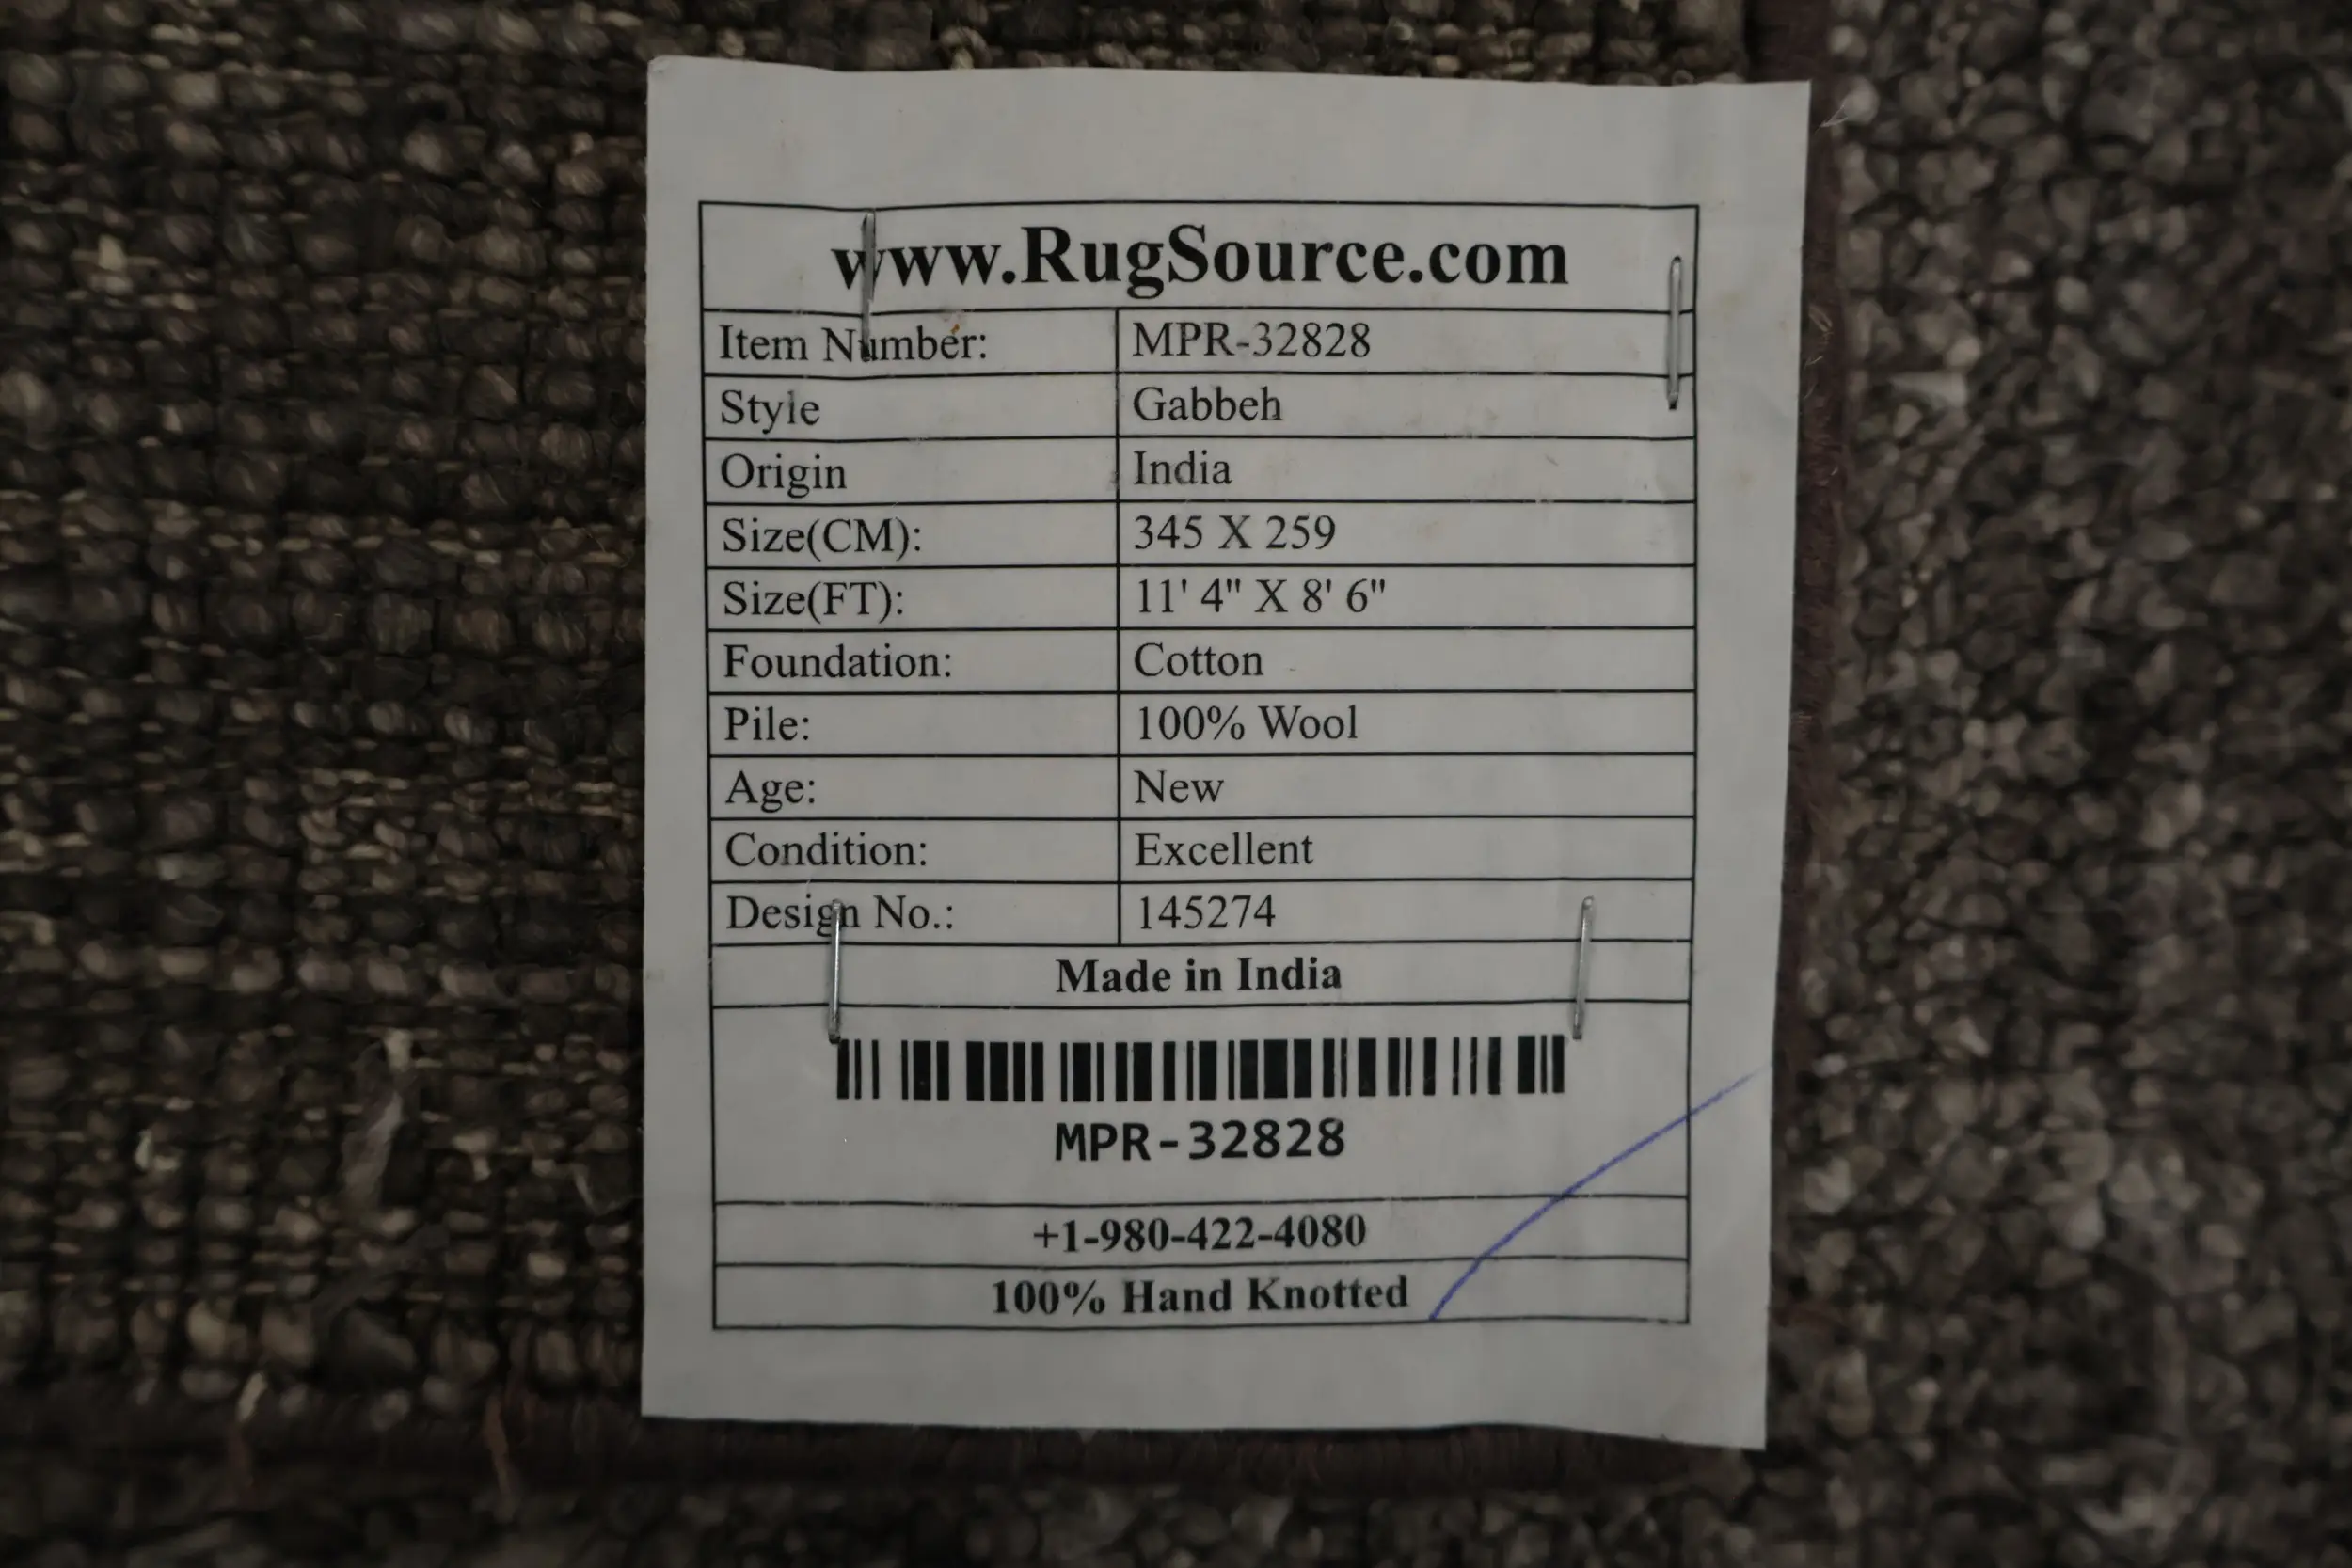 www.RugSource.com
Item Number: MPR-32828
Style Gabbeh
Origin India
Size(CM): 345 X 259
Size(FT): 11' 4" X 8' 6"
Foundation: Cotton
Pile: 100% Wool
Age: New
Condition: Excellent
Design No.: 145274
Made in India
MPR-32828
+1-980-422-4080
100% Hand Knotted